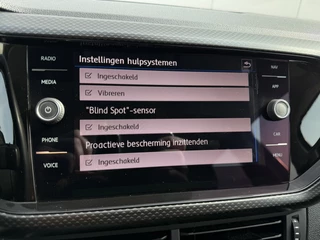 RADIO
MEDIA
PHONE
VOICE
Instellingen hulpsystemen
Ingeschakeld
Vibreren
"Blind Spot"-sensor
Ingeschakeld
Proactieve bescherming inzittenden
Ingeschakeld
NAV
APP
CAR
MENU